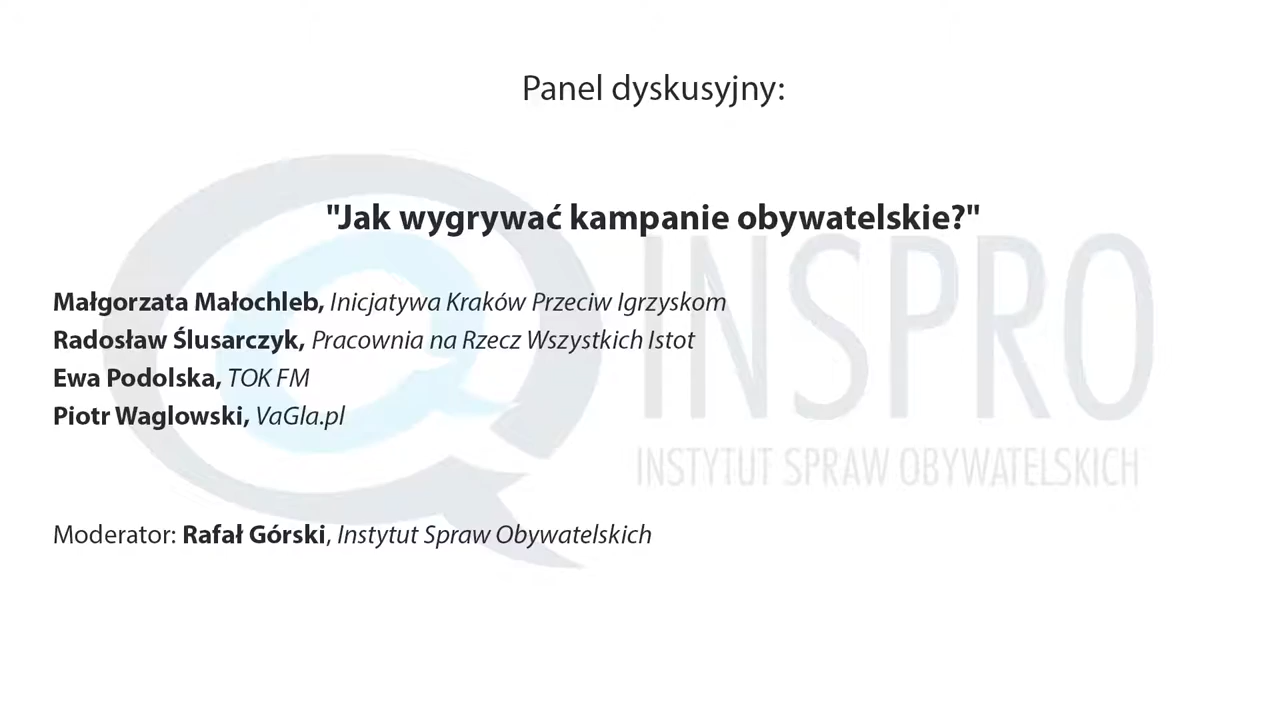 Panel dyskusyjny:
"Jak wygrywać kampanie obywatelskie?"
Małgorzata Małochleb, Inicjatywa Kraków Przeciw Igrzyskom
Radosław Ślusarczyk, Pracownia na Rzecz Wszystkich Istot
Ewa Podolska, TOK FM
Piotr Waglowski, VaGla.pl
INSPRO
INSTYTUT SPRAW OBYWATELSKICH
Moderator: Rafał Górski, Instytut Spraw Obywatelskich